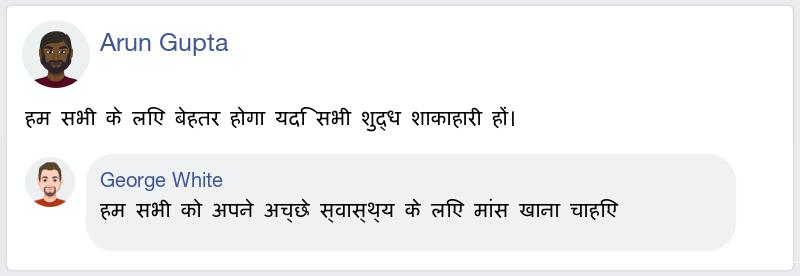 Arun Gupta
हम सभी के लिए बेहतर होगा यदि सभी शुद्ध शाकाहारी हों।
George White
हम सभी को अपने अच्छे स्वास्थ्य के लिए मांस खाना चाहिए